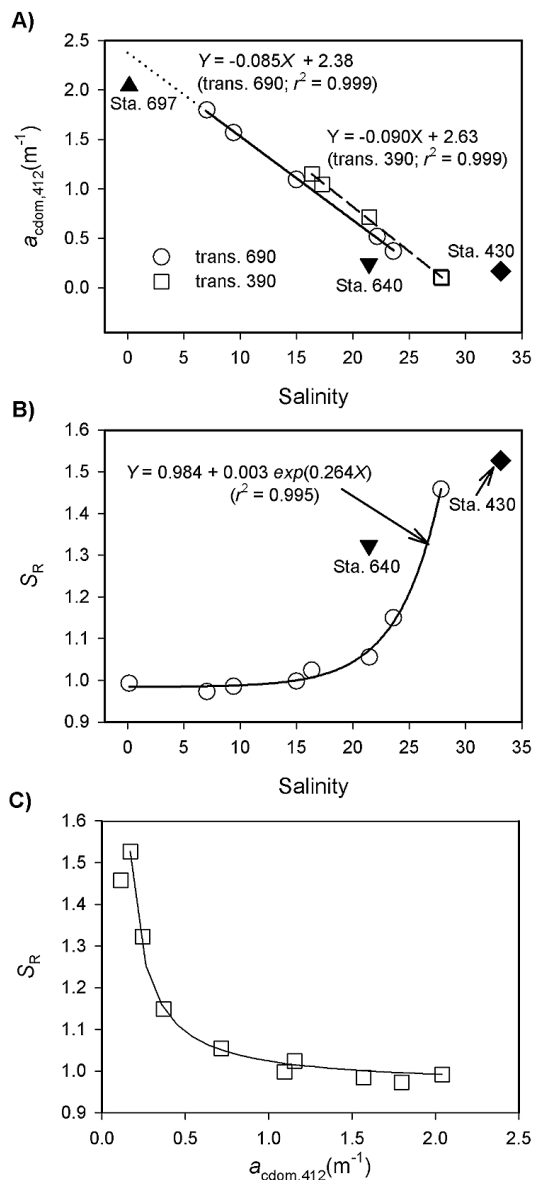 A)
Y = -0.085X + 2.38
(trans. 690; r² = 0.999)
Sta. 697
Y = -0.090X + 2.63
(trans. 390; r² = 0.999)
trans. 690
trans. 390
Sta. 640
Sta. 430
2.5
2.0
1.5
1.0
0.5
0.0
a_cdom,412(m⁻¹)
0 5 10 15 20 25 30 35
Salinity
B)
1.6
1.5
1.4
1.3
1.2
1.1
1.0
0.9
S_R
Y = 0.984 + 0.003 exp(0.264X)
(r² = 0.995)
Sta. 430
Sta. 640
0 5 10 15 20 25 30 35
Salinity
C)
1.6
1.5
1.4
1.3
1.2
1.1
1.0
0.9
S_R
0.0 0.5 1.0 1.5 2.0 2.5
a_cdom,412(m⁻¹)